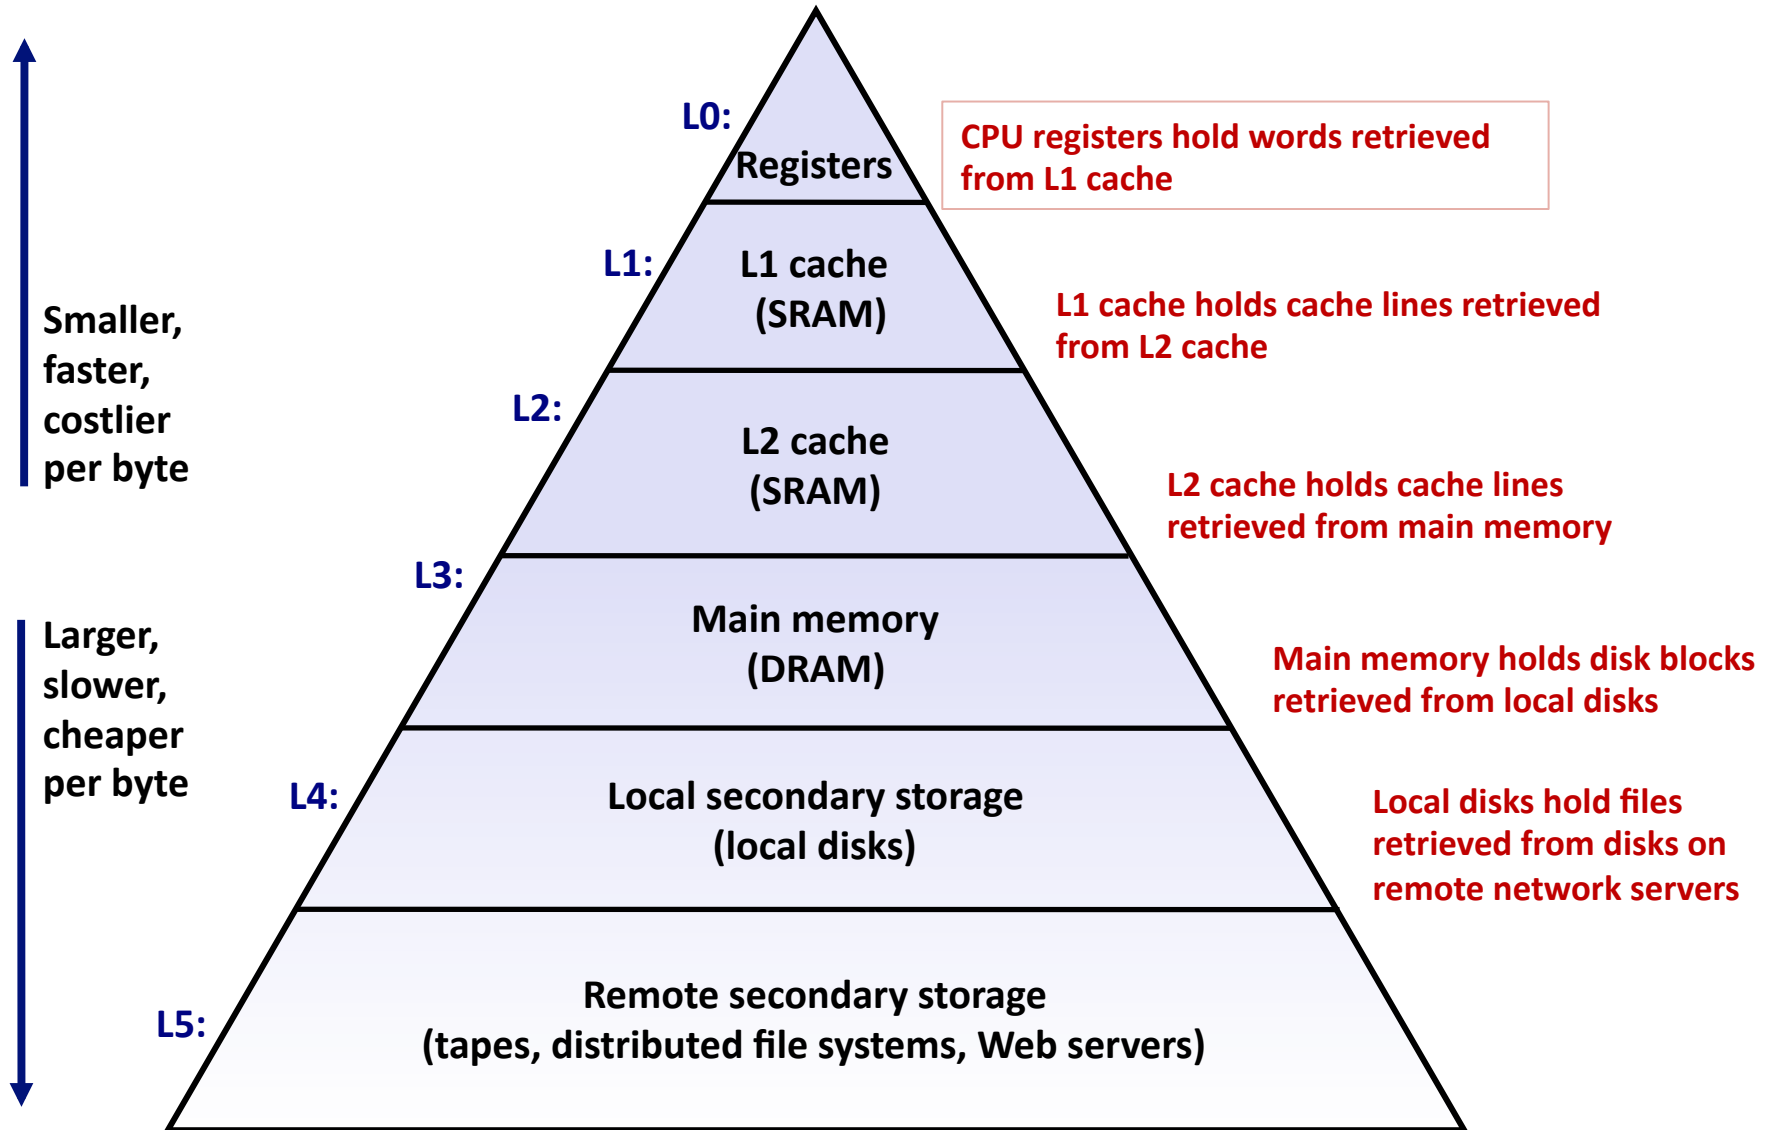 L0:
Registers
CPU registers hold words retrieved
from L1 cache
L1:
L1 cache
(SRAM)
L1 cache holds cache lines retrieved
from L2 cache
Smaller,
faster,
costlier
per byte
L2:
L2 cache
(SRAM)
L2 cache holds cache lines
retrieved from main memory
L3:
Main memory
(DRAM)
Main memory holds disk blocks
retrieved from local disks
Larger,
slower,
cheaper
per byte
L4:
Local secondary storage
(local disks)
Local disks hold files
retrieved from disks on
remote network servers
L5:
Remote secondary storage
(tapes, distributed file systems, Web servers)